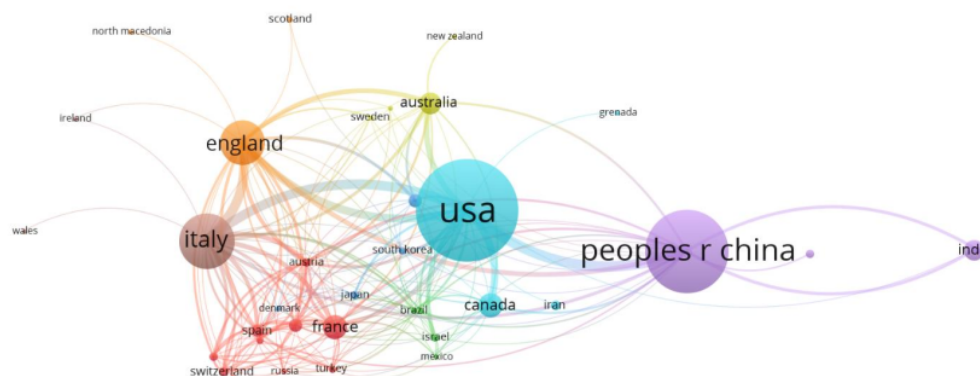 scotland
north macedonia
new zealand
australia
grenada
sweden
ireland
england
usa
wales
italy
south korea
peoples r china
ind
austria
japan
canada
iran
denmark
brazil
spain
france
israel
mexico
switzerland
russia
turkey